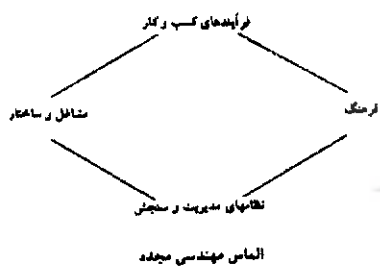 فرآیندهای کسب و کار
مشاغل و ساختار
فرهنگ
نظامهای مدیریت و سنجش
الماس مهندسی مجدد